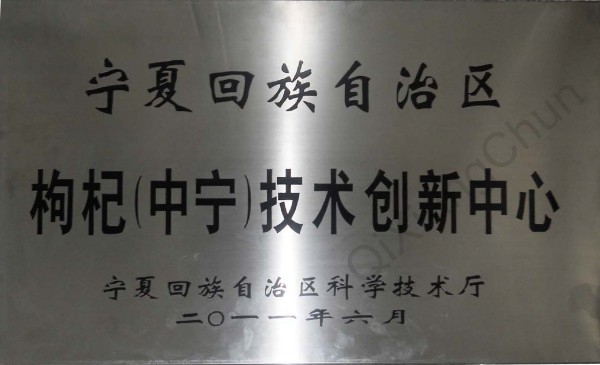 宁夏回族自治区
枸杞(中宁)技术创新中心
宁夏回族自治区科学技术厅
二〇一一年六月